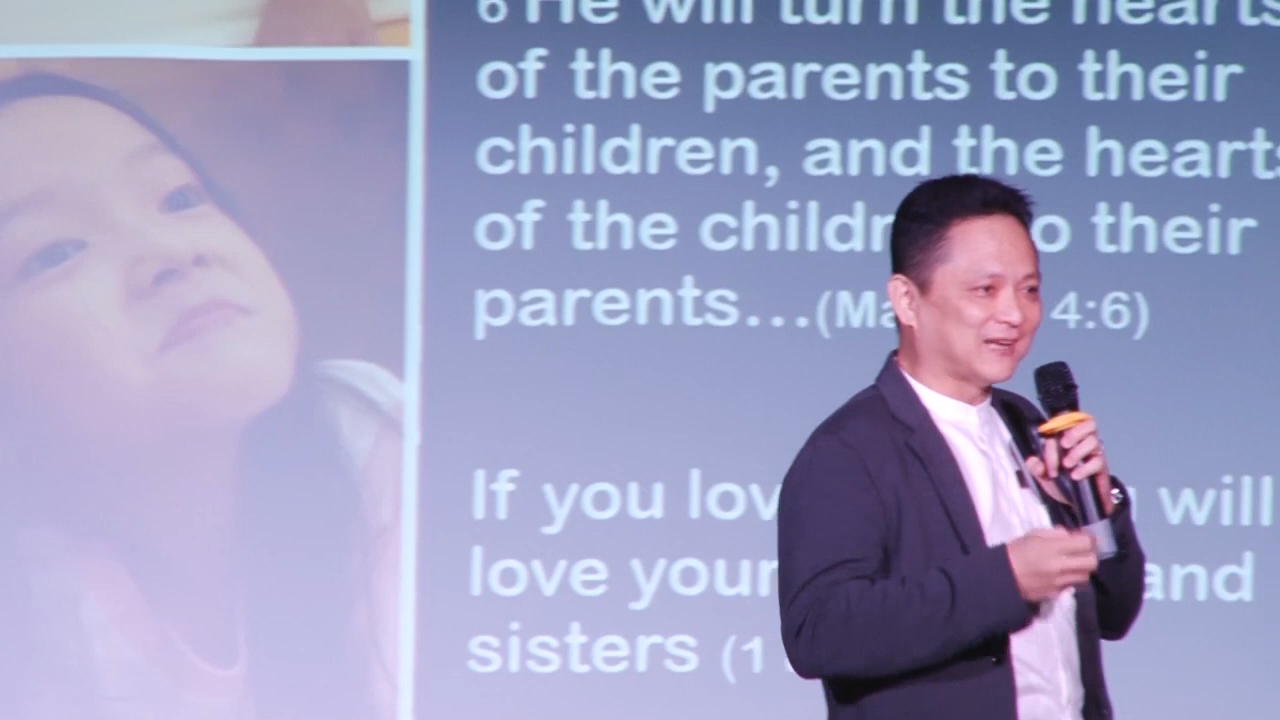 6 He will turn the hearts
of the parents to their
children, and the hearts
of the childr o their
parents...(Ma 4:6)
If you lov will
love your and
sisters (1